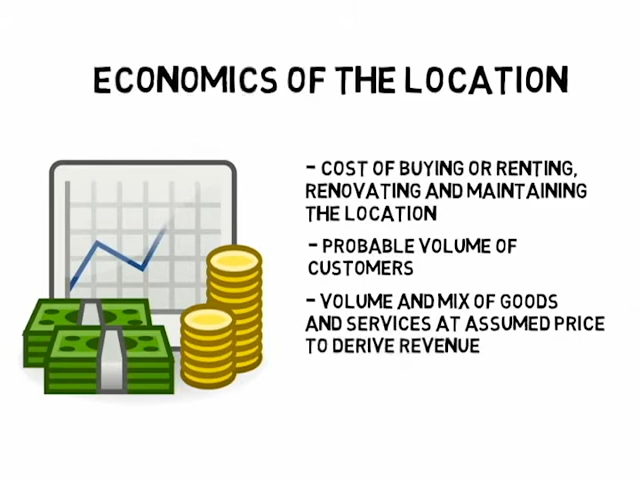 ECONOMICS OF THE LOCATION
- COST OF BUYING OR RENTING,
RENOVATING AND MAINTAINING
THE LOCATION
- PROBABLE VOLUME OF
CUSTOMERS
- VOLUME AND MIX OF GOODS
AND SERVICES AT ASSUMED PRICE
TO DERIVE REVENUE